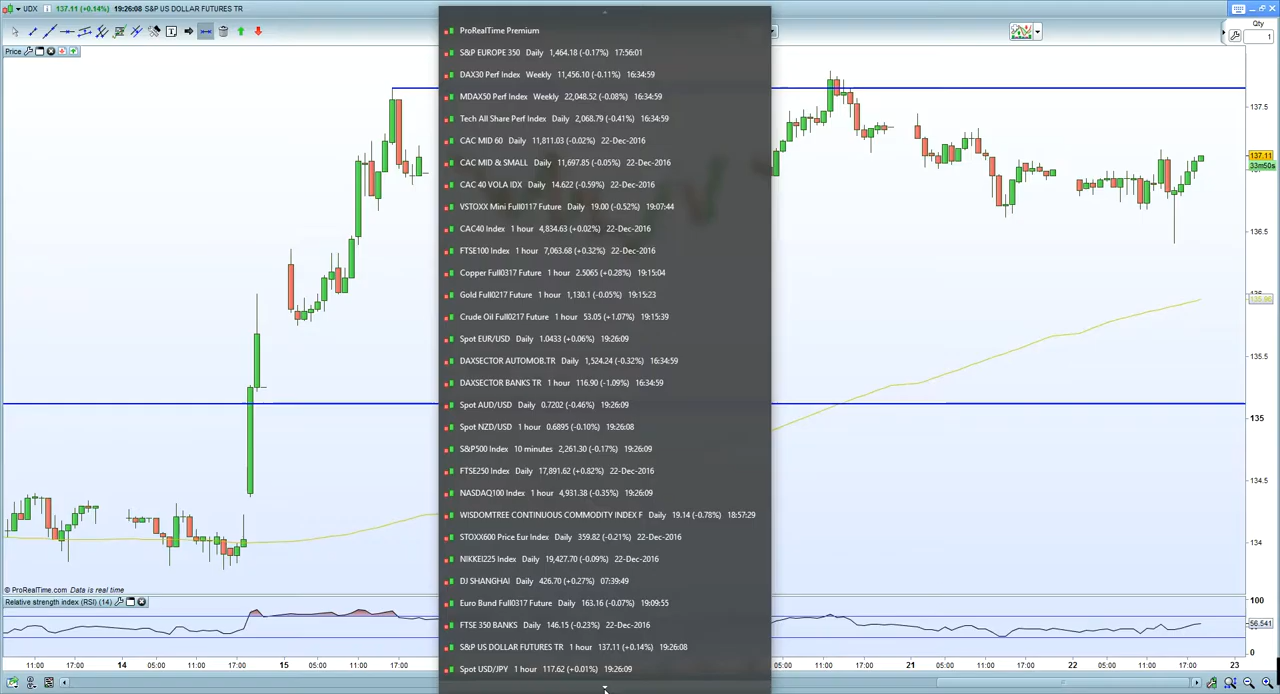 UDX 137.11 (+0.14%) 19:26:08 S&P US DOLLAR FUTURES TR
Qty
1
Price
ProRealTime Premium
S&P EUROPE 350 Daily 1,464.18 (-0.17%) 17:56:01
DAX30 Perf Index Weekly 11,456.10 (-0.11%) 16:34:59
MDAX50 Perf Index Weekly 22,048.52 (-0.08%) 16:34:59
Tech All Share Perf Index Daily 2,068.79 (-0.41%) 16:34:59
CAC MID 60 Daily 11,811.03 (-0.02%) 22-Dec-2016
CAC MID & SMALL Daily 11,697.85 (-0.05%) 22-Dec-2016
CAC 40 VOLA IDX Daily 14.622 (-0.59%) 22-Dec-2016
VSTOXX Mini Full0117 Future Daily 19.00 (-0.52%) 19:07:44
CAC40 Index 1 hour 4,834.63 (+0.02%) 22-Dec-2016
FTSE100 Index 1 hour 7,063.68 (+0.32%) 22-Dec-2016
Copper Full0317 Future 1 hour 2.5065 (+0.28%) 19:15:04
Gold Full0217 Future 1 hour 1,130.1 (-0.05%) 19:15:23
Crude Oil Full0217 Future 1 hour 53.05 (+1.07%) 19:15:39
Spot EUR/USD Daily 1.0433 (+0.06%) 19:26:09
DAXSECTOR AUTOMOB.TR Daily 1,524.24 (-0.32%) 16:34:59
DAXSECTOR BANKS TR 1 hour 116.90 (-1.09%) 16:34:59
Spot AUD/USD Daily 0.7202 (-0.46%) 19:26:09
Spot NZD/USD 1 hour 0.6895 (-0.10%) 19:26:08
S&P500 Index 10 minutes 2,261.30 (-0.17%) 19:26:09
FTSE250 Index Daily 17,891.62 (+0.82%) 22-Dec-2016
NASDAQ100 Index 1 hour 4,931.38 (-0.35%) 19:26:09
WISDOMTREE CONTINUOUS COMMODITY INDEX F Daily 19.14 (-0.78%) 18:57:29
STOXX600 Price Eur Index Daily 359.82 (-0.21%) 22-Dec-2016
NIKKEI225 Index Daily 19,427.70 (-0.09%) 22-Dec-2016
DJ SHANGHAI Daily 426.70 (+0.27%) 07:39:49
Euro Bund Full0317 Future Daily 163.16 (-0.07%) 19:09:55
FTSE 350 BANKS Daily 146.15 (-0.23%) 22-Dec-2016
S&P US DOLLAR FUTURES TR 1 hour 137.11 (+0.14%) 19:26:08
Spot USD/JPY 1 hour 117.62 (+0.01%) 19:26:09
137.5
137.11
33m50s
136.5
135.5
135
134.5
134
© ProRealTime.com Data is real time
Relative strength index (RSI) (14)
100
56.541
0
11:00 17:00 14 05:00 11:00 17:00 15 05:00 11:00 17:00 05:00 11:00 17:00 21 05:00 11:00 17:00 22 05:00 11:00 17:00 23